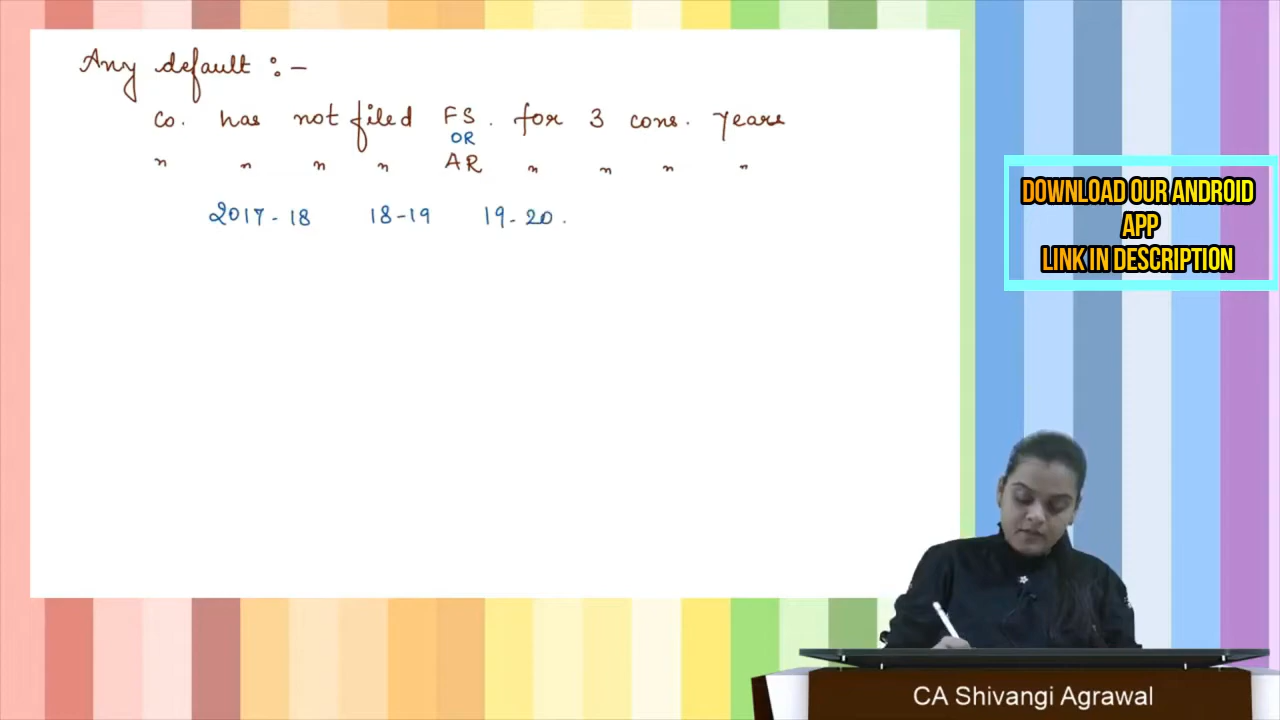 Any default :-
Co. has not filed FS. for 3 cons. years
OR
" " " " AR " " " "
2017-18 18-19 19-20.
DOWNLOAD OUR ANDROID
APP
LINK IN DESCRIPTION
CA Shivangi Agrawal